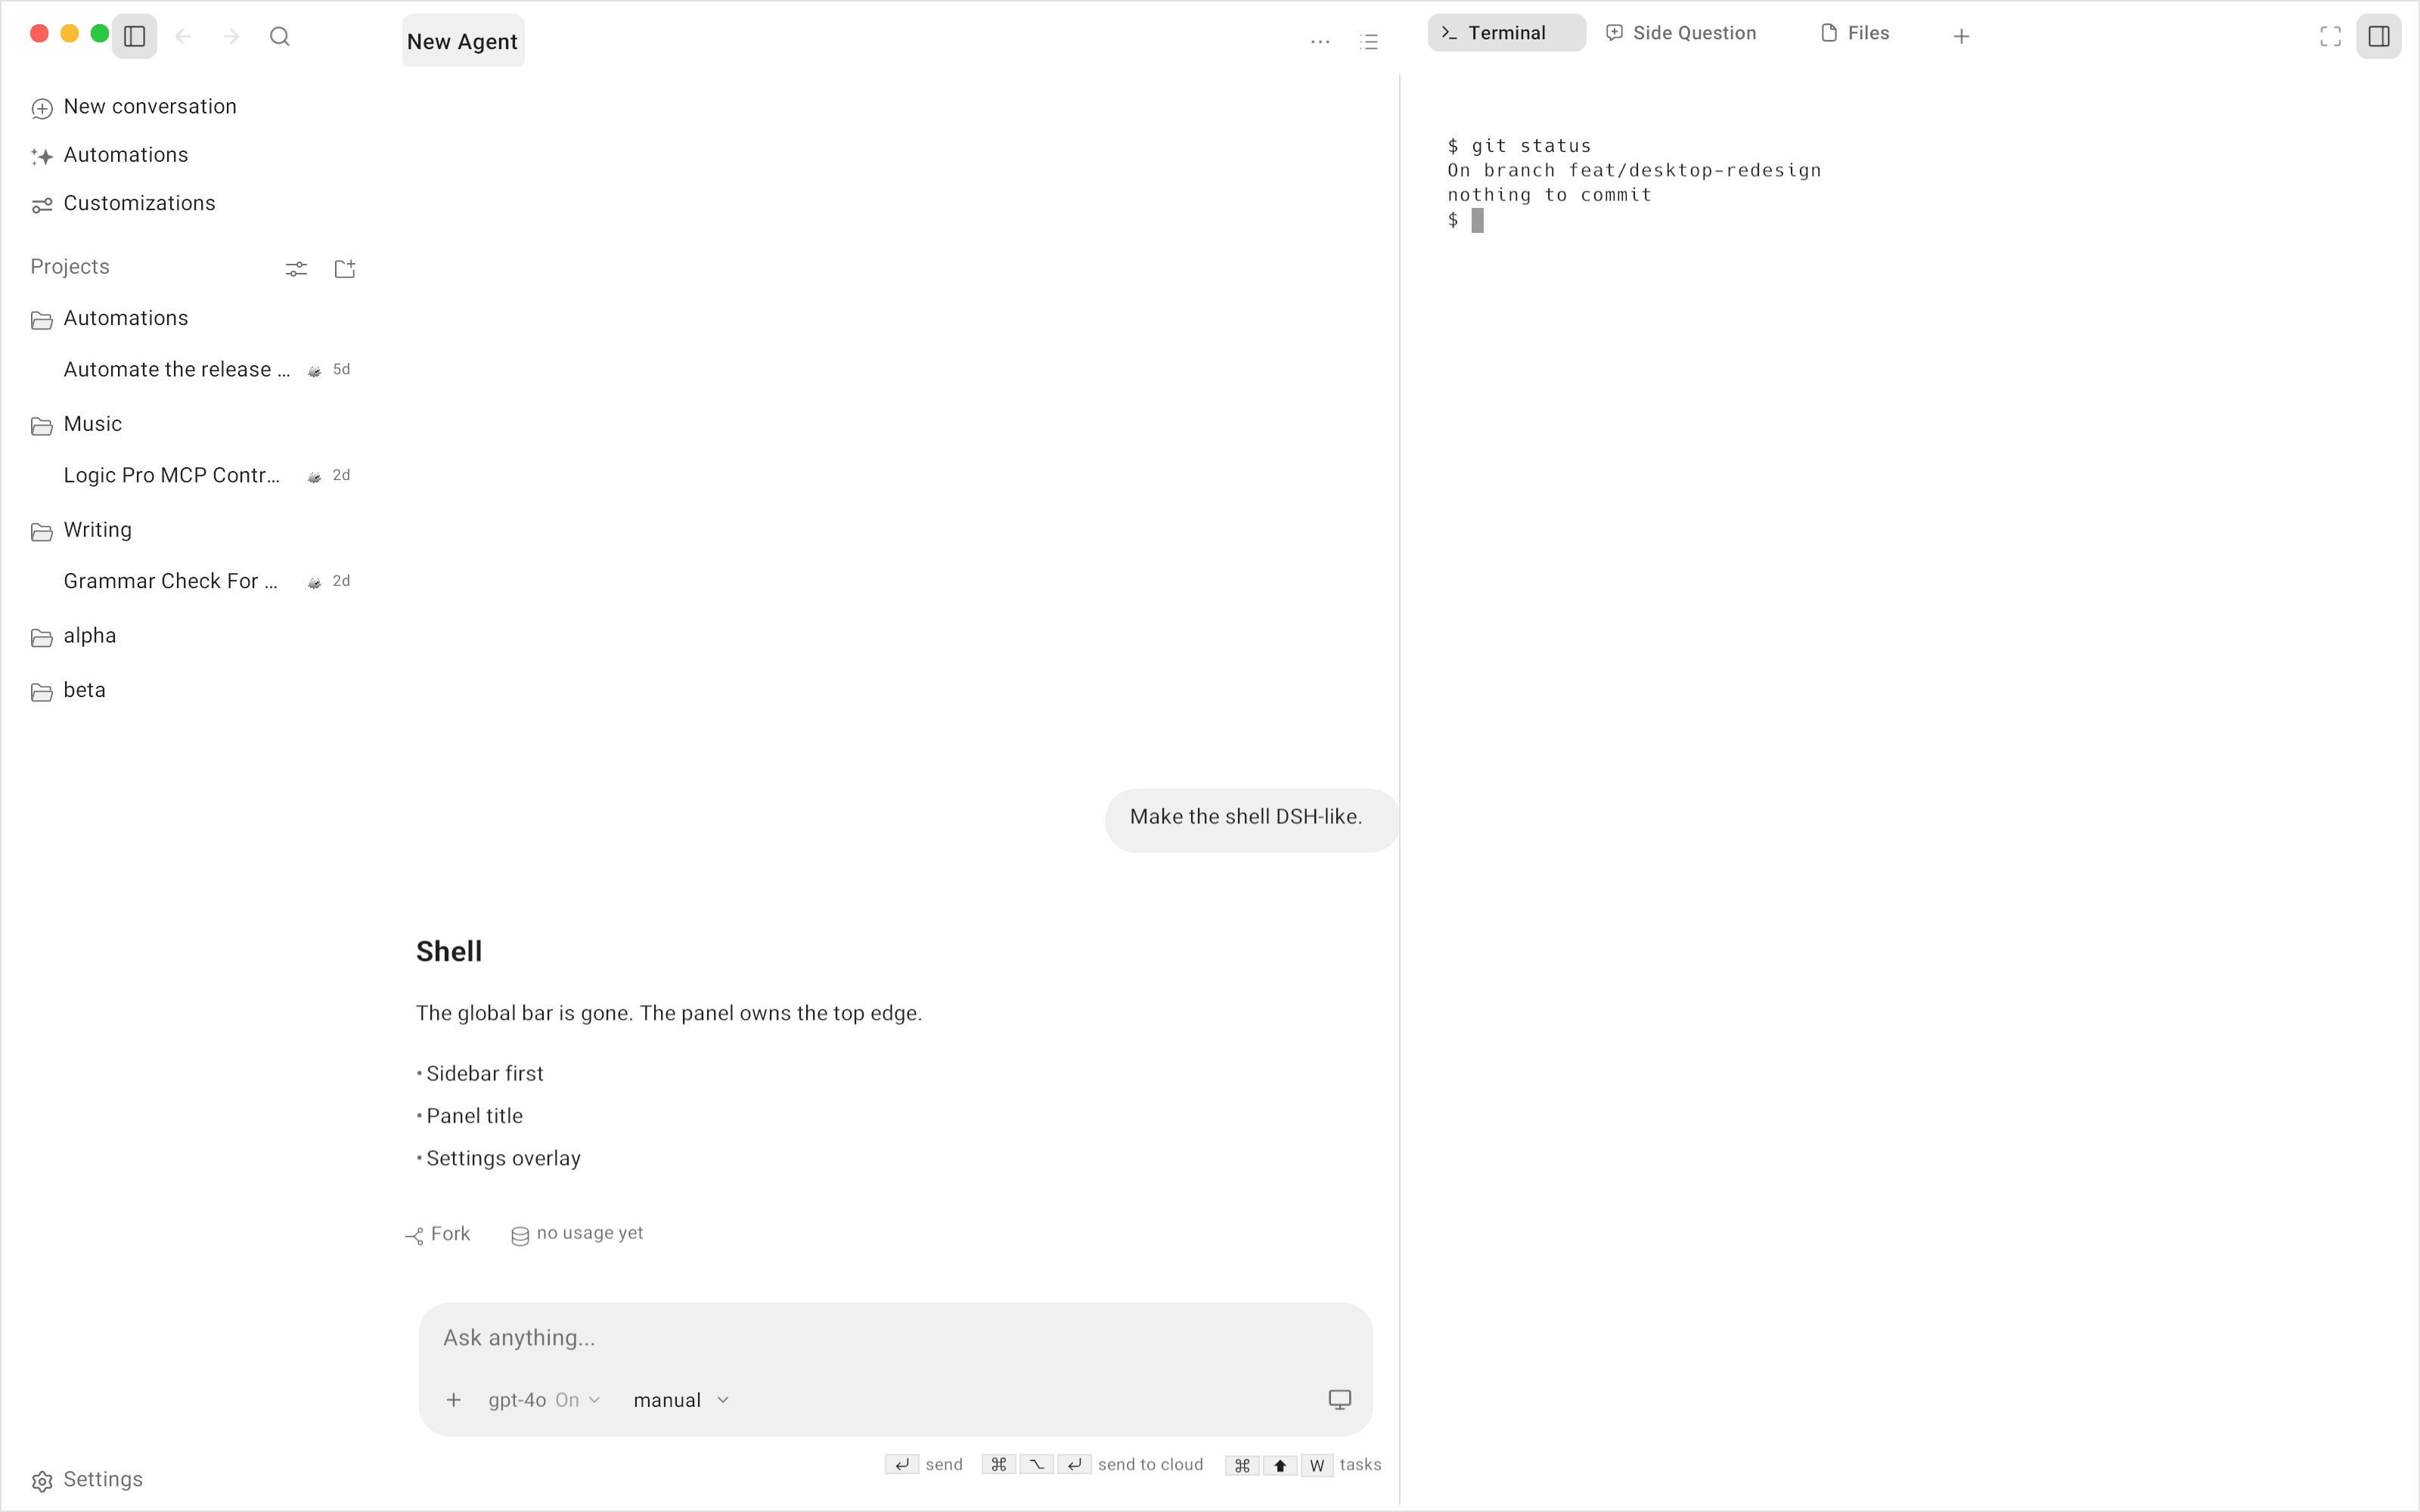 New Agent
Terminal
Side Question
Files
New conversation
Automations
Customizations
Projects
Automations
Automate the release ... 5d
Music
Logic Pro MCP Contr... 2d
Writing
Grammar Check For ... 2d
alpha
beta
Settings
Make the shell DSH-like.
Shell
The global bar is gone. The panel owns the top edge.
• Sidebar first
• Panel title
• Settings overlay
Fork
no usage yet
Ask anything...
gpt-4o On
manual
↵ send ⌘ ⌥ ↵ send to cloud ⌘ ⬆ W tasks
$ git status
On branch feat/desktop-redesign
nothing to commit
$